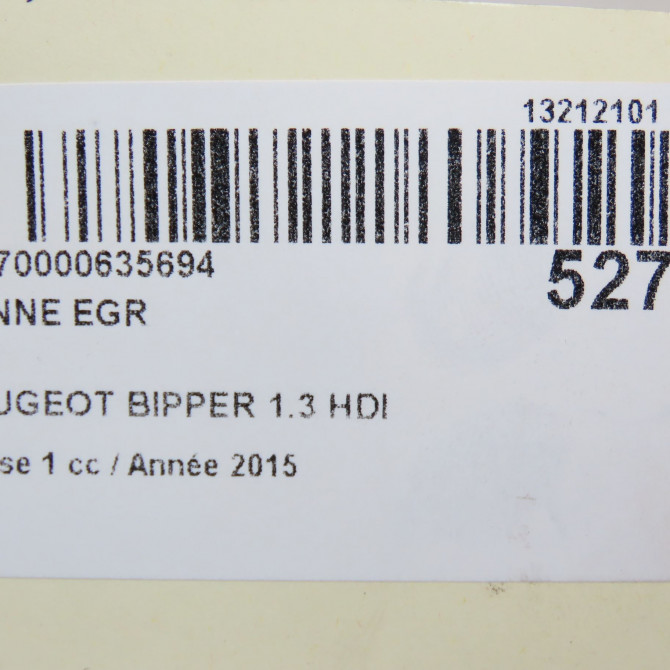 13212101
70000635694
527
NNE EGR
UGEOT BIPPER 1.3 HDI
se 1 cc / Année 2015